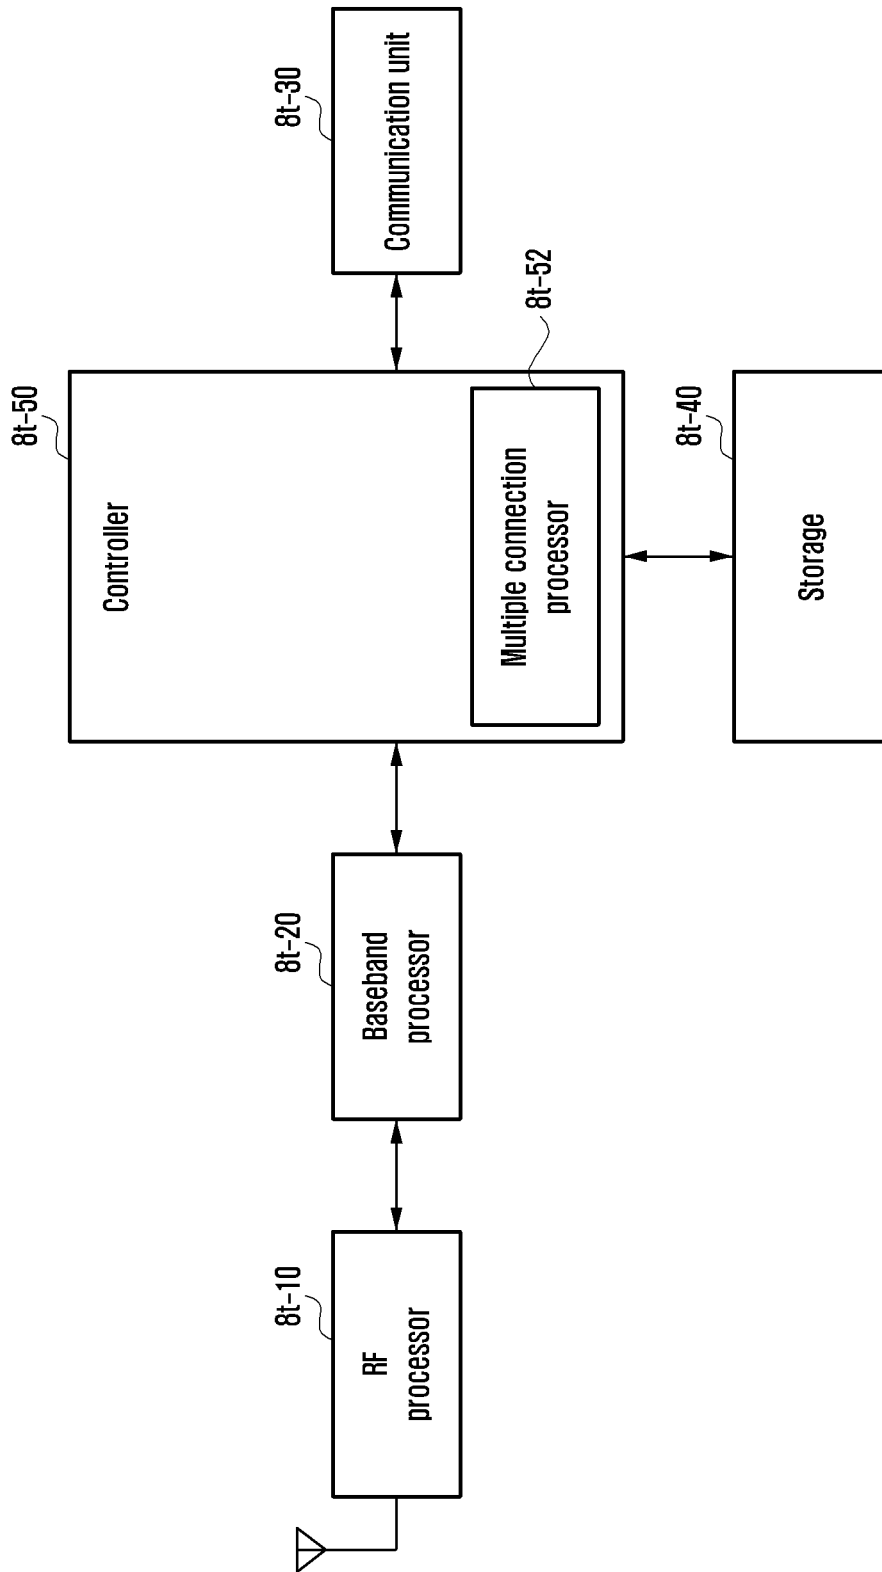 8t-50
Controller
8t-10
RF
processor
8t-20
Baseband
processor
8t-30
Communication unit
8t-52
Multiple connection
processor
8t-40
Storage